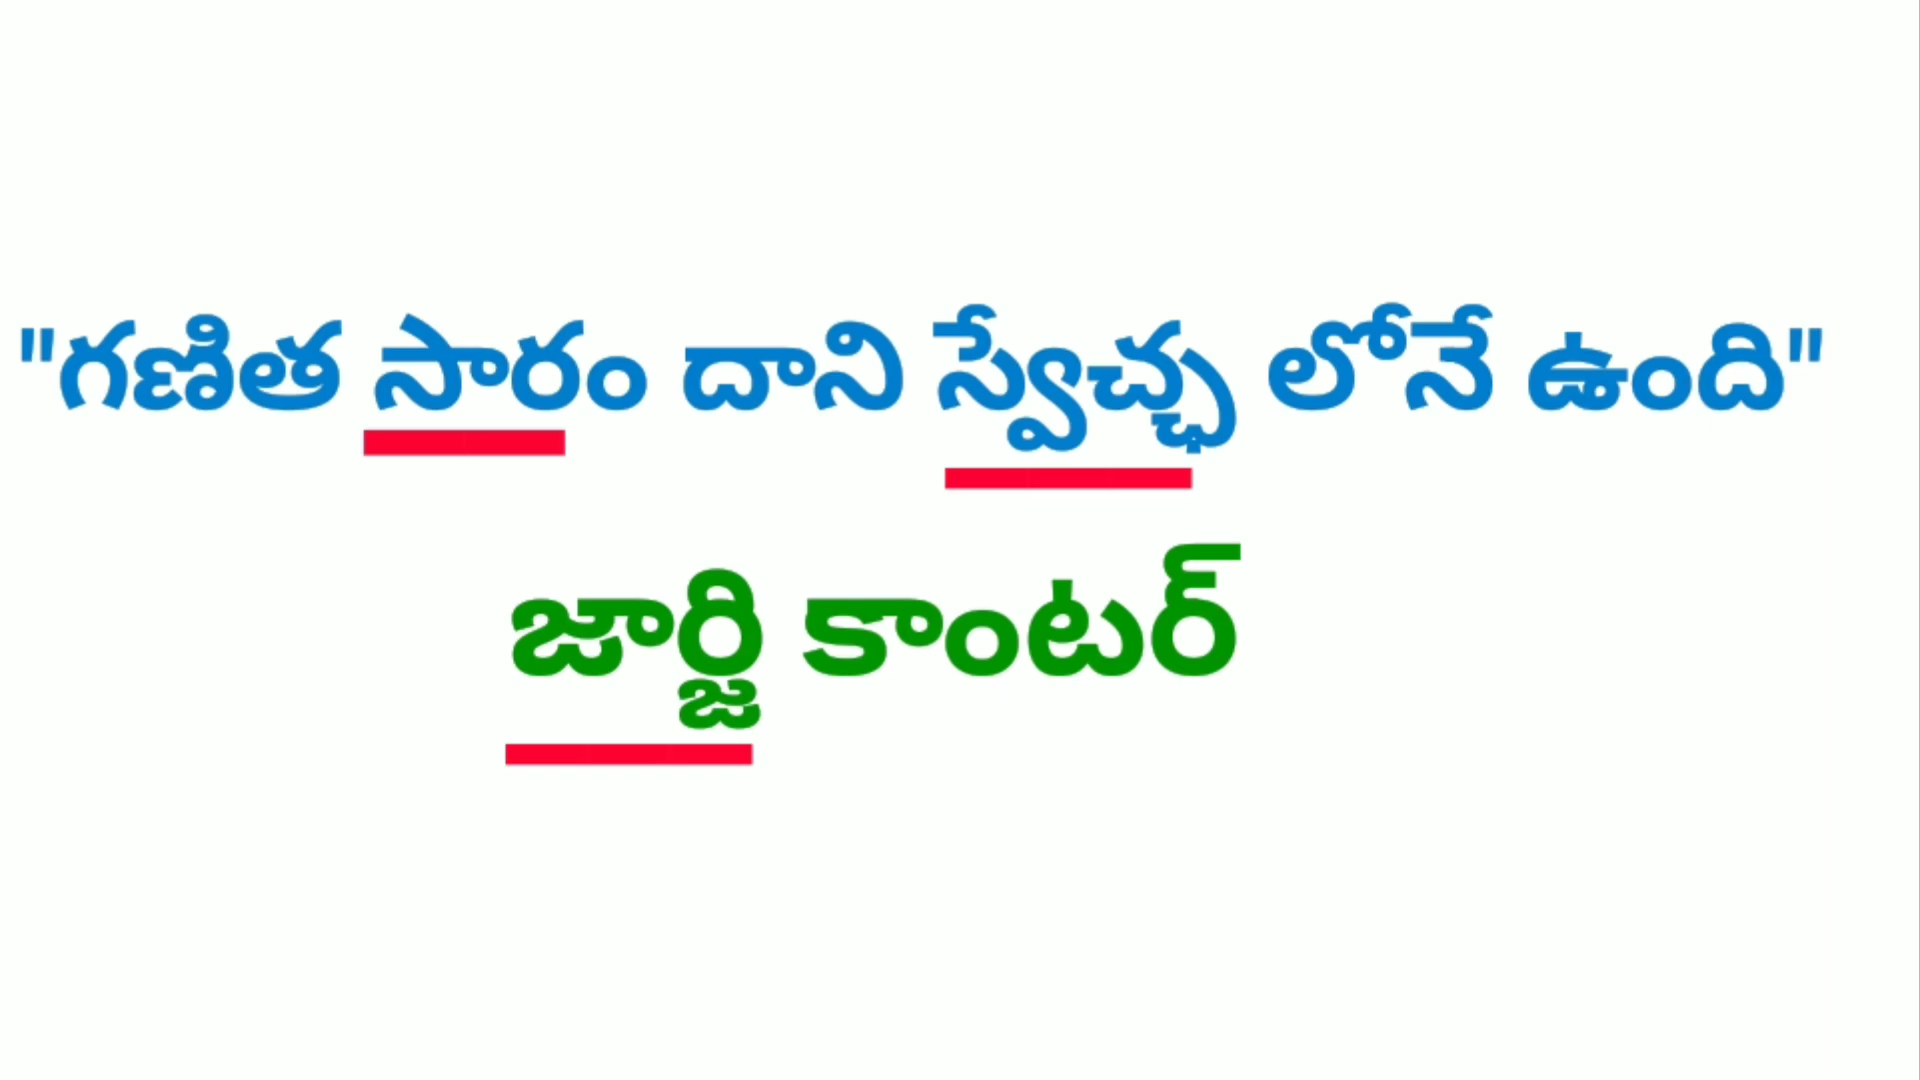 "గణిత సారం దాని స్వేచ్ఛ లోనే ఉంది"
జార్జి కాంటర్